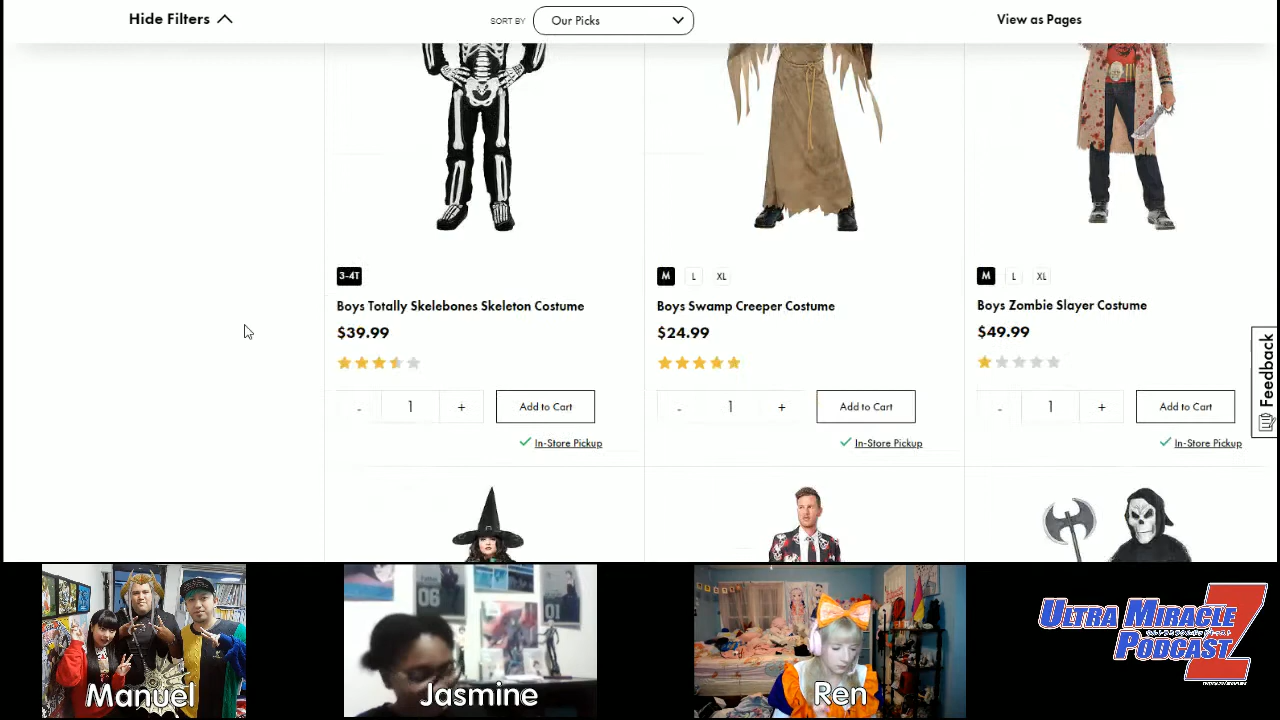 Hide Filters
SORT BY
Our Picks
View as Pages
3-4T
Boys Totally Skelebones Skeleton Costume
$39.99
- 1 +
Add to Cart
In-Store Pickup
M L XL
Boys Swamp Creeper Costume
$24.99
- 1 +
Add to Cart
In-Store Pickup
M L XL
Boys Zombie Slayer Costume
$49.99
- 1 +
Add to Cart
In-Store Pickup
Feedback
Manuel
06
01
Jasmine
Ren
ULTRA MIRACLE
PODCAST
Z